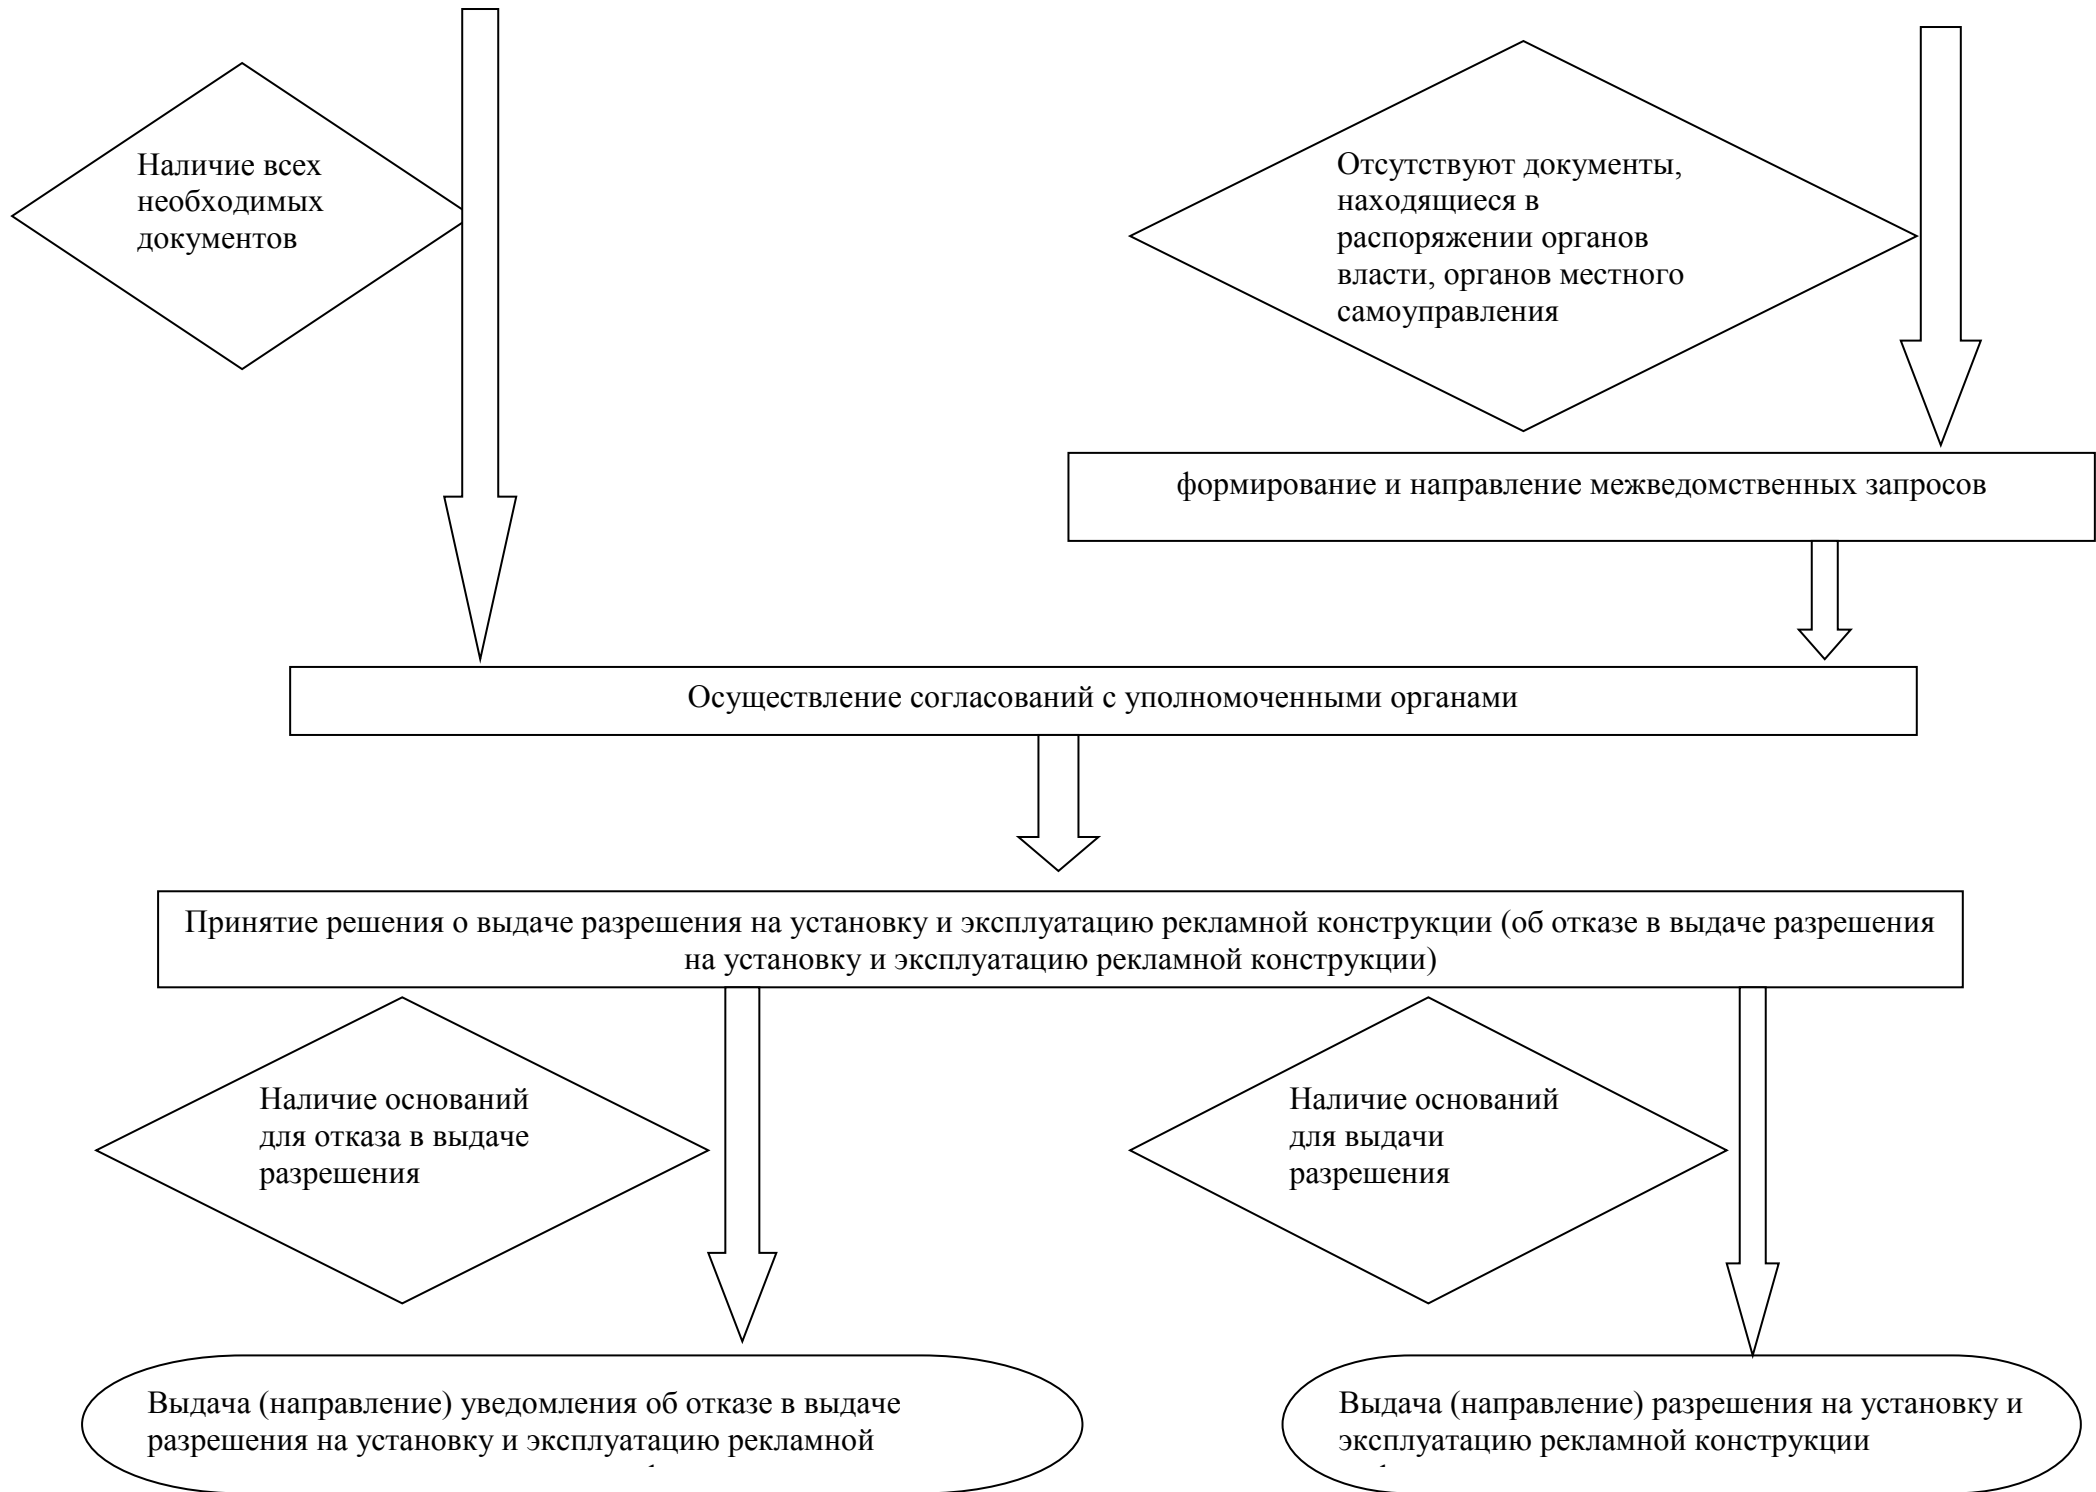 Наличие всех
необходимых
документов
Отсутствуют документы,
находящиеся в
распоряжении органов
власти, органов местного
самоуправления
формирование и направление межведомственных запросов
Осуществление согласований с уполномоченными органами
Принятие решения о выдаче разрешения на установку и эксплуатацию рекламной конструкции (об отказе в выдаче разрешения
на установку и эксплуатацию рекламной конструкции)
Наличие оснований
для отказа в выдаче
разрешения
Наличие оснований
для выдачи
разрешения
Выдача (направление) уведомления об отказе в выдаче
разрешения на установку и эксплуатацию рекламной
Выдача (направление) разрешения на установку и
эксплуатацию рекламной конструкции